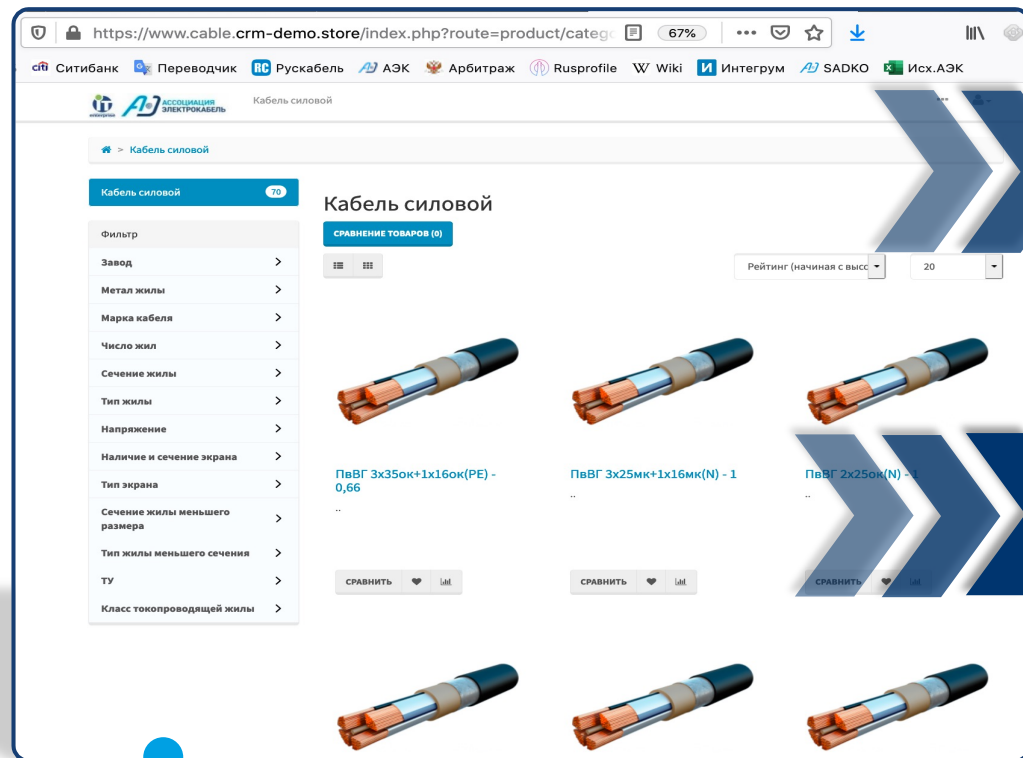 https://www.cable.crm-demo.store/index.php?route=product/catego 67%
citi Ситибанк Переводчик RC Рускабель АЭК Арбитраж Rusprofile W Wiki И Интегрум SADKO Исх.АЭК
АССОЦИАЦИЯ
ЭЛЕКТРОКАБЕЛЬ
Кабель силовой
> Кабель силовой
Кабель силовой 70
Кабель силовой
СРАВНЕНИЕ ТОВАРОВ (0)
Фильтр
Завод
Метал жилы
Марка кабеля
Число жил
Сечение жилы
Тип жилы
Напряжение
Наличие и сечение экрана
Тип экрана
Сечение жилы меньшего
размера
Тип жилы меньшего сечения
ТУ
Класс токопроводящей жилы
Рейтинг (начиная с высс 20
ПвВГ 3х35ок+1х16ок(PE) -
0,66
..
СРАВНИТЬ
ПвВГ 3х25мк+1х16мк(N) - 1
..
СРАВНИТЬ
ПвВГ 2х25ок(N) - 1
..
СРАВНИТЬ